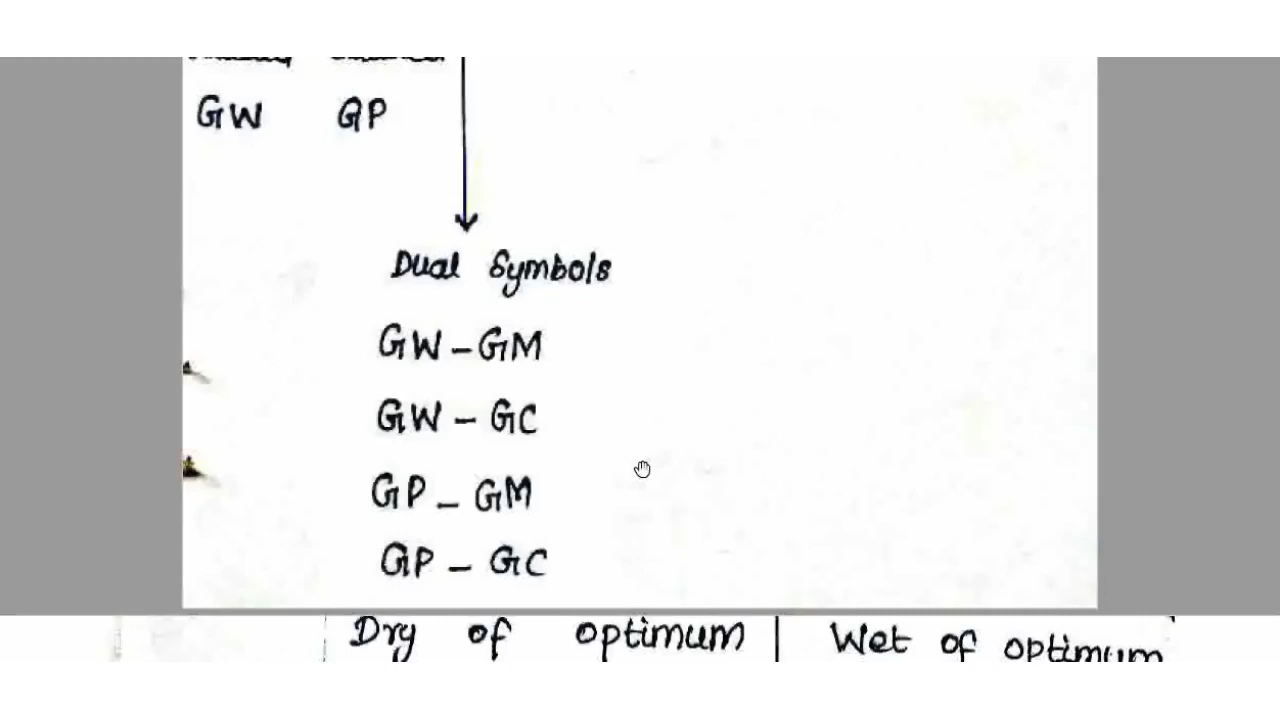 GW GP
Dual Symbols
GW - GM
GW - GC
GP - GM
GP - GC
Dry of optimum | Wet of optimum